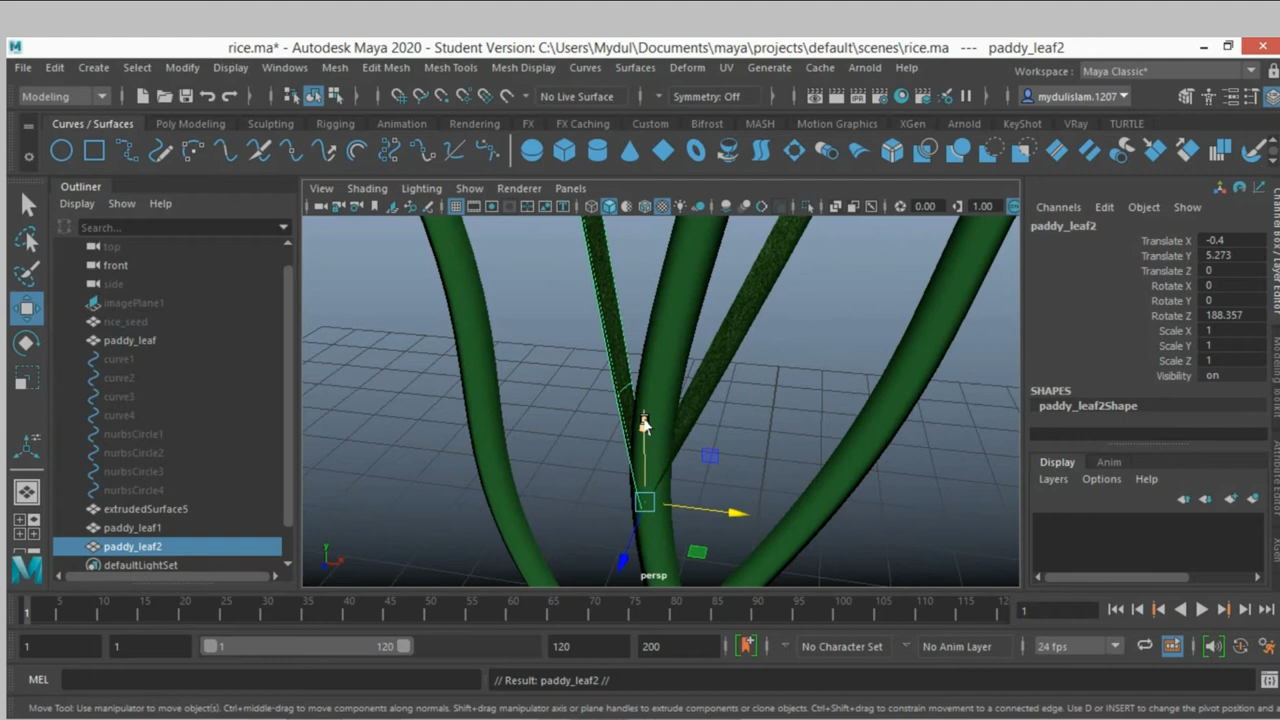 rice.ma* - Autodesk Maya 2020 - Student Version: C:\Users\Mydul\Documents\maya\projects\default\scenes\rice.ma --- paddy_leaf2
File Edit Create Select Modify Display Windows Mesh Edit Mesh Mesh Tools Mesh Display Curves Surfaces Deform UV Generate Cache Arnold Help Workspace : Maya Classic*
Modeling No Live Surface Symmetry: Off mydulislam.1207
Curves / Surfaces Poly Modeling Sculpting Rigging Animation Rendering FX FX Caching Custom Bifrost MASH Motion Graphics XGen Arnold KeyShot VRay TURTLE
Outliner
Display Show Help
Search...
top
front
side
imagePlane1
rice_seed
paddy_leaf
curve1
curve2
curve3
curve4
nurbsCircle1
nurbsCircle2
nurbsCircle3
nurbsCircle4
extrudedSurface5
paddy_leaf1
paddy_leaf2
defaultLightSet
View Shading Lighting Show Renderer Panels
0.00 1.00
y
x
persp
Channels Edit Object Show
paddy_leaf2
Translate X -0.4
Translate Y 5.273
Translate Z 0
Rotate X 0
Rotate Y 0
Rotate Z 188.357
Scale X 1
Scale Y 1
Scale Z 1
Visibility on
SHAPES
paddy_leaf2Shape
Display Anim
Layers Options Help
1 5 10 15 20 25 30 35 40 45 50 55 60 65 70 75 80 85 90 95 100 105 110 115 12 1
1 1 1 120 120 200 No Character Set No Anim Layer 24 fps
MEL // Result: paddy_leaf2 //
Move Tool: Use manipulator to move object(s). Ctrl+middle-drag to move components along normals. Shift+drag manipulator axis or plane handles to extrude components or clone objects. Ctrl+Shift+drag to constrain movement to a connected edge. Use D or INSERT to change the pivot position and a